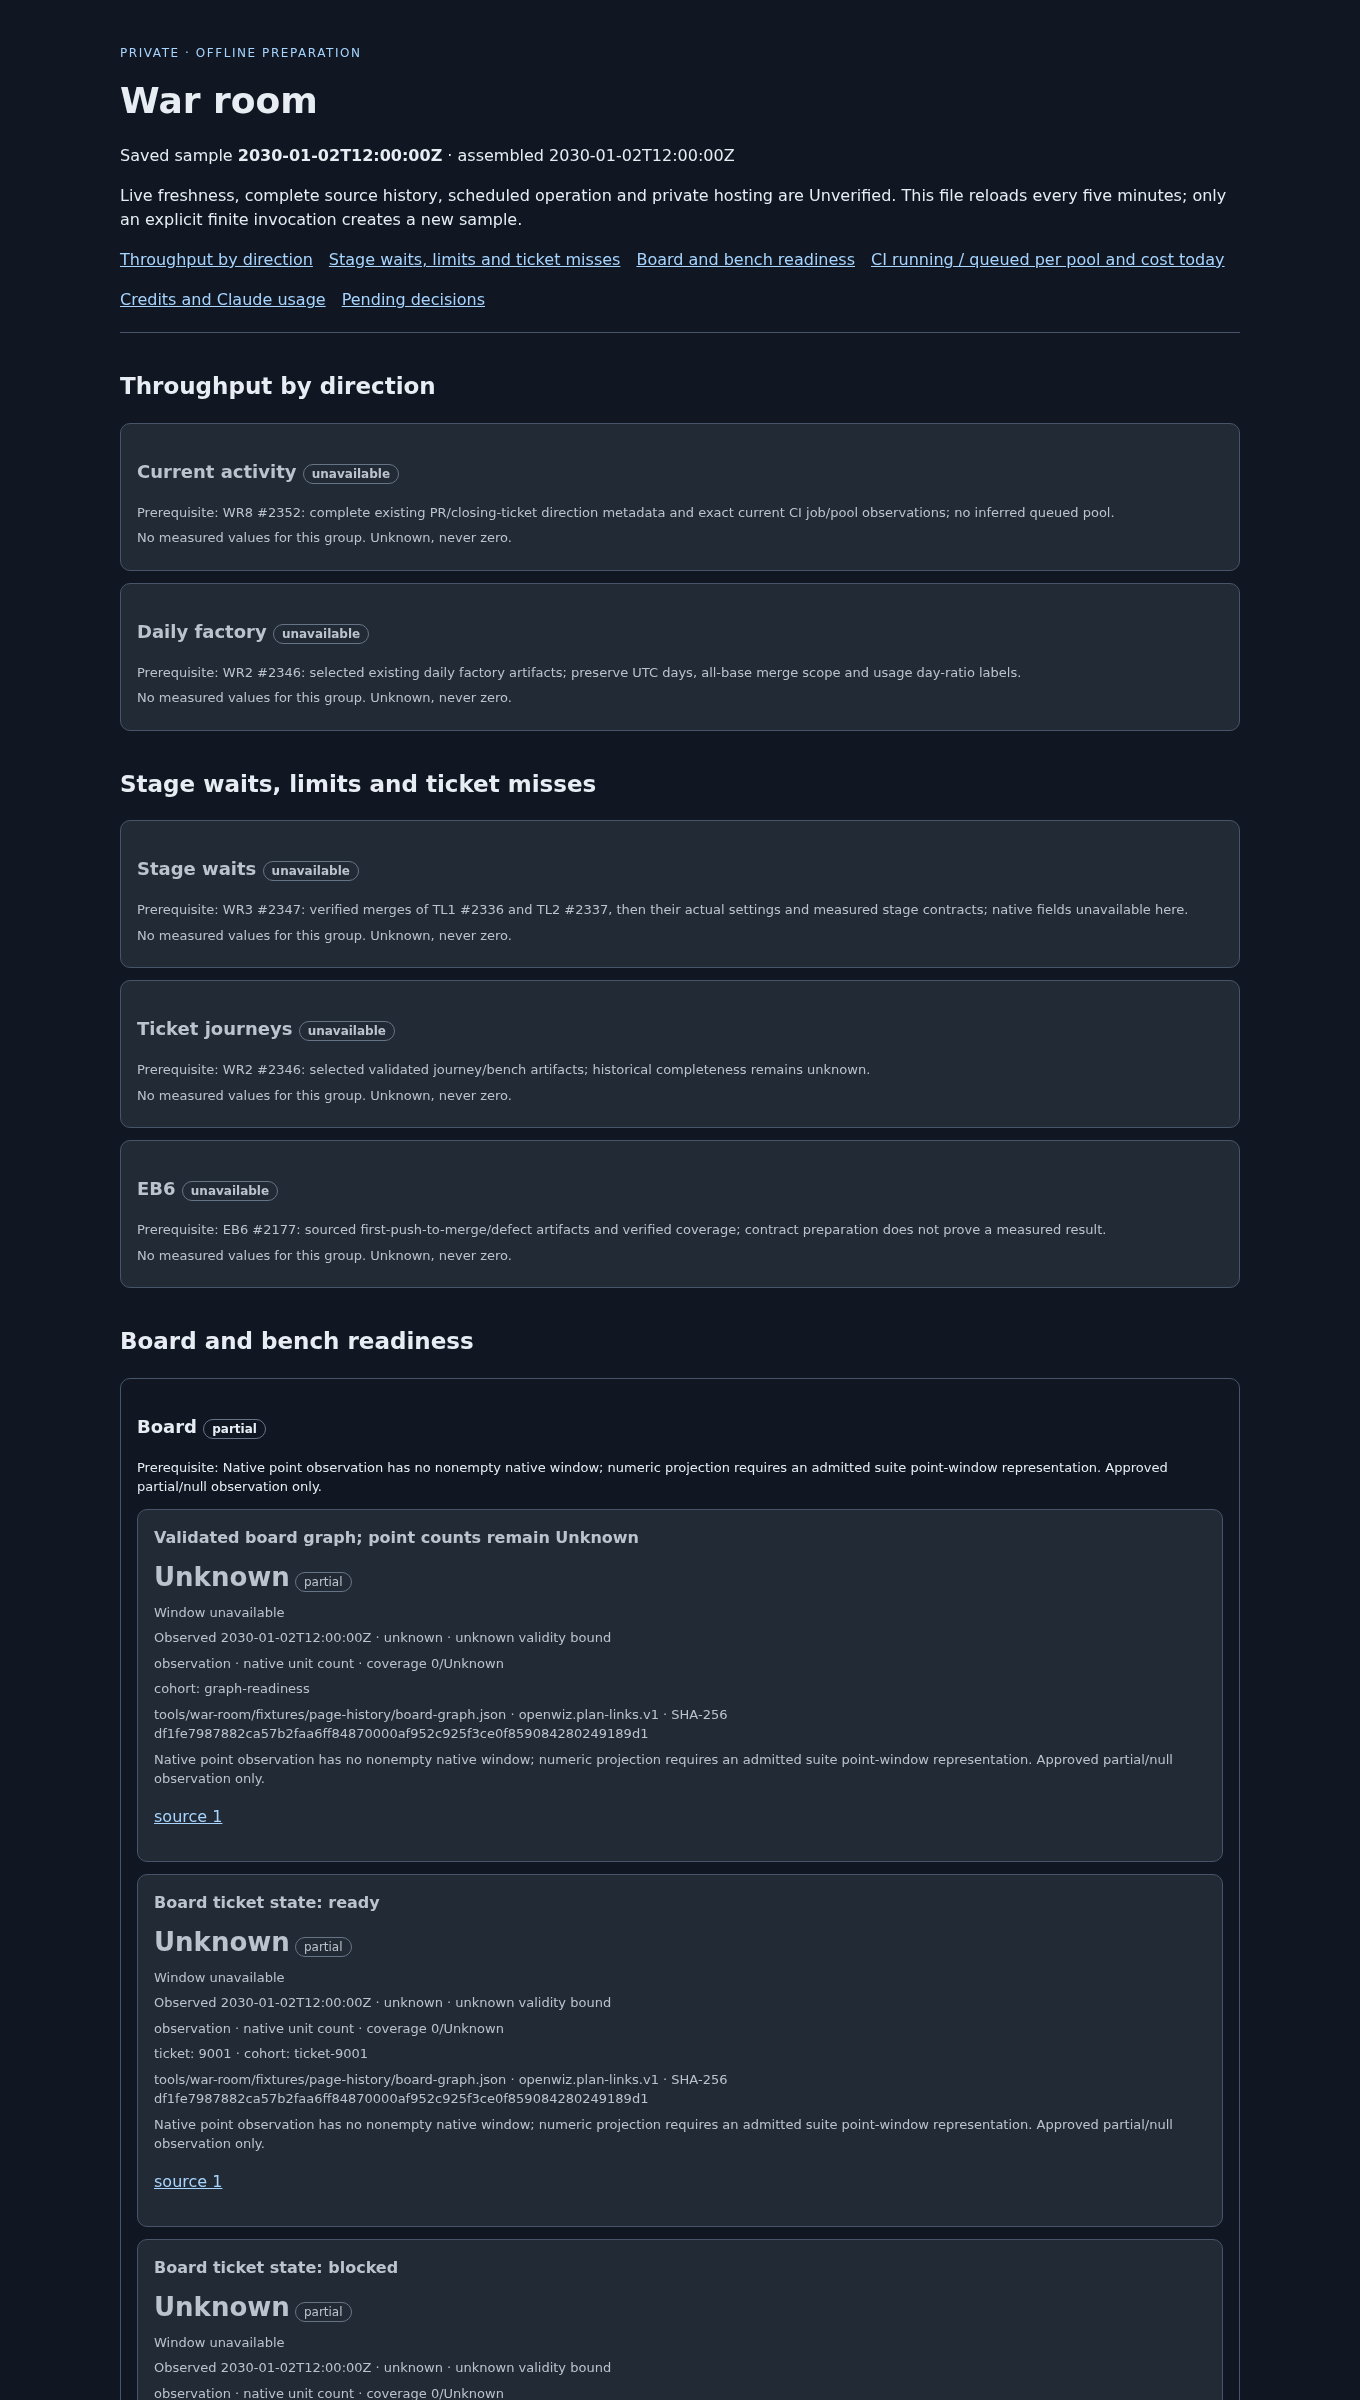 PRIVATE · OFFLINE PREPARATION
War room
Saved sample 2030-01-02T12:00:00Z · assembled 2030-01-02T12:00:00Z
Live freshness, complete source history, scheduled operation and private hosting are Unverified. This file reloads every five minutes; only
an explicit finite invocation creates a new sample.
Throughput by direction Stage waits, limits and ticket misses Board and bench readiness CI running / queued per pool and cost today
Credits and Claude usage Pending decisions
Throughput by direction
Current activity unavailable
Prerequisite: WR8 #2352: complete existing PR/closing-ticket direction metadata and exact current CI job/pool observations; no inferred queued pool.
No measured values for this group. Unknown, never zero.
Daily factory unavailable
Prerequisite: WR2 #2346: selected existing daily factory artifacts; preserve UTC days, all-base merge scope and usage day-ratio labels.
No measured values for this group. Unknown, never zero.
Stage waits, limits and ticket misses
Stage waits unavailable
Prerequisite: WR3 #2347: verified merges of TL1 #2336 and TL2 #2337, then their actual settings and measured stage contracts; native fields unavailable here.
No measured values for this group. Unknown, never zero.
Ticket journeys unavailable
Prerequisite: WR2 #2346: selected validated journey/bench artifacts; historical completeness remains unknown.
No measured values for this group. Unknown, never zero.
EB6 unavailable
Prerequisite: EB6 #2177: sourced first-push-to-merge/defect artifacts and verified coverage; contract preparation does not prove a measured result.
No measured values for this group. Unknown, never zero.
Board and bench readiness
Board partial
Prerequisite: Native point observation has no nonempty native window; numeric projection requires an admitted suite point-window representation. Approved
partial/null observation only.
Validated board graph; point counts remain Unknown
Unknown partial
Window unavailable
Observed 2030-01-02T12:00:00Z · unknown · unknown validity bound
observation · native unit count · coverage 0/Unknown
cohort: graph-readiness
tools/war-room/fixtures/page-history/board-graph.json · openwiz.plan-links.v1 · SHA-256
df1fe7987882ca57b2faa6ff84870000af952c925f3ce0f859084280249189d1
Native point observation has no nonempty native window; numeric projection requires an admitted suite point-window representation. Approved partial/null
observation only.
source 1
Board ticket state: ready
Unknown partial
Window unavailable
Observed 2030-01-02T12:00:00Z · unknown · unknown validity bound
observation · native unit count · coverage 0/Unknown
ticket: 9001 · cohort: ticket-9001
tools/war-room/fixtures/page-history/board-graph.json · openwiz.plan-links.v1 · SHA-256
df1fe7987882ca57b2faa6ff84870000af952c925f3ce0f859084280249189d1
Native point observation has no nonempty native window; numeric projection requires an admitted suite point-window representation. Approved partial/null
observation only.
source 1
Board ticket state: blocked
Unknown partial
Window unavailable
Observed 2030-01-02T12:00:00Z · unknown · unknown validity bound
observation · native unit count · coverage 0/Unknown